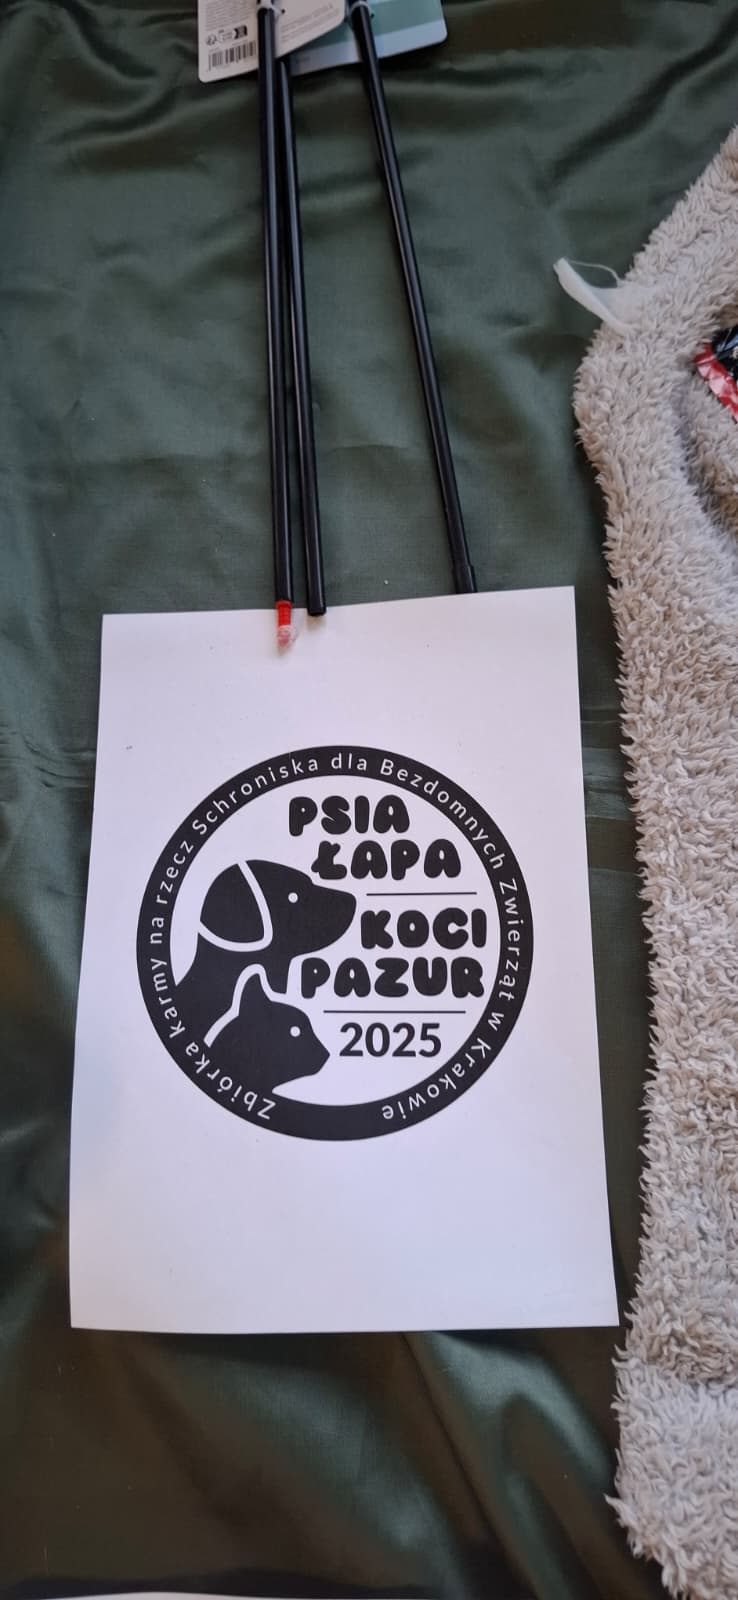 Zbiórka karmy na rzecz Schroniska dla Bezdomnych Zwierząt w Krakowie
PSIA
ŁAPA
KOCI
PAZUR
2025